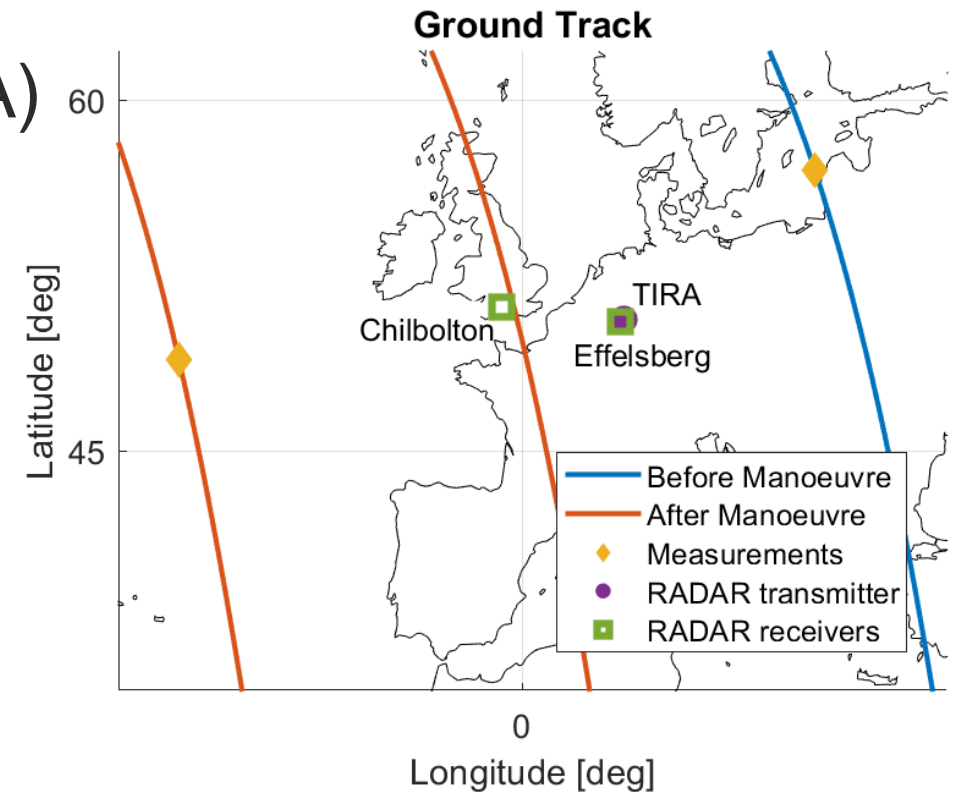 Ground Track
A)
60
TIRA
Chilbolton
Effelsberg
Latitude [deg]
45
Before Manoeuvre
After Manoeuvre
Measurements
RADAR transmitter
RADAR receivers
0
Longitude [deg]